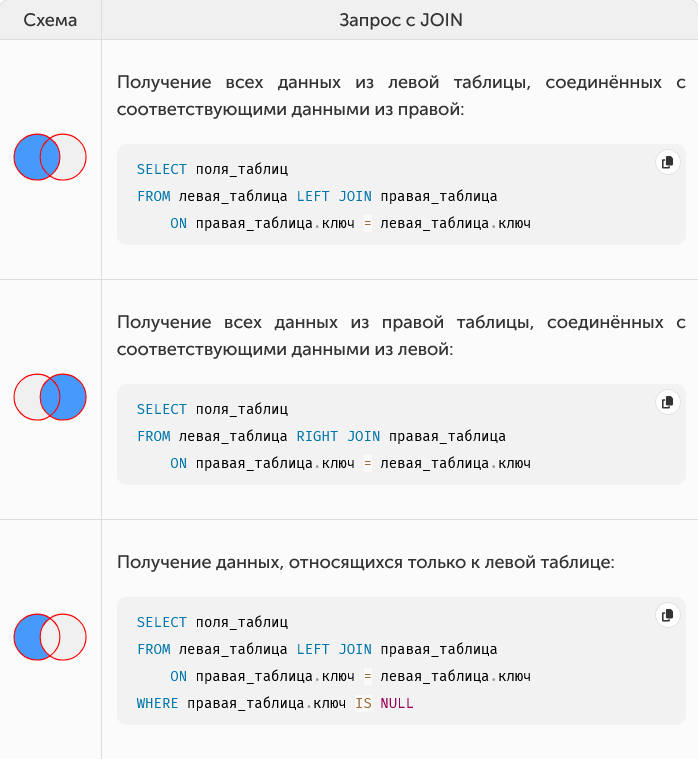 Схема Запрос с JOIN
Получение всех данных из левой таблицы, соединённых с
соответствующими данными из правой:
SELECT поля_таблиц
FROM левая_таблица LEFT JOIN правая_таблица
    ON правая_таблица.ключ = левая_таблица.ключ
Получение всех данных из правой таблицы, соединённых с
соответствующими данными из левой:
SELECT поля_таблиц
FROM левая_таблица RIGHT JOIN правая_таблица
    ON правая_таблица.ключ = левая_таблица.ключ
Получение данных, относящихся только к левой таблице:
SELECT поля_таблиц
FROM левая_таблица LEFT JOIN правая_таблица
    ON правая_таблица.ключ = левая_таблица.ключ
WHERE правая_таблица.ключ IS NULL